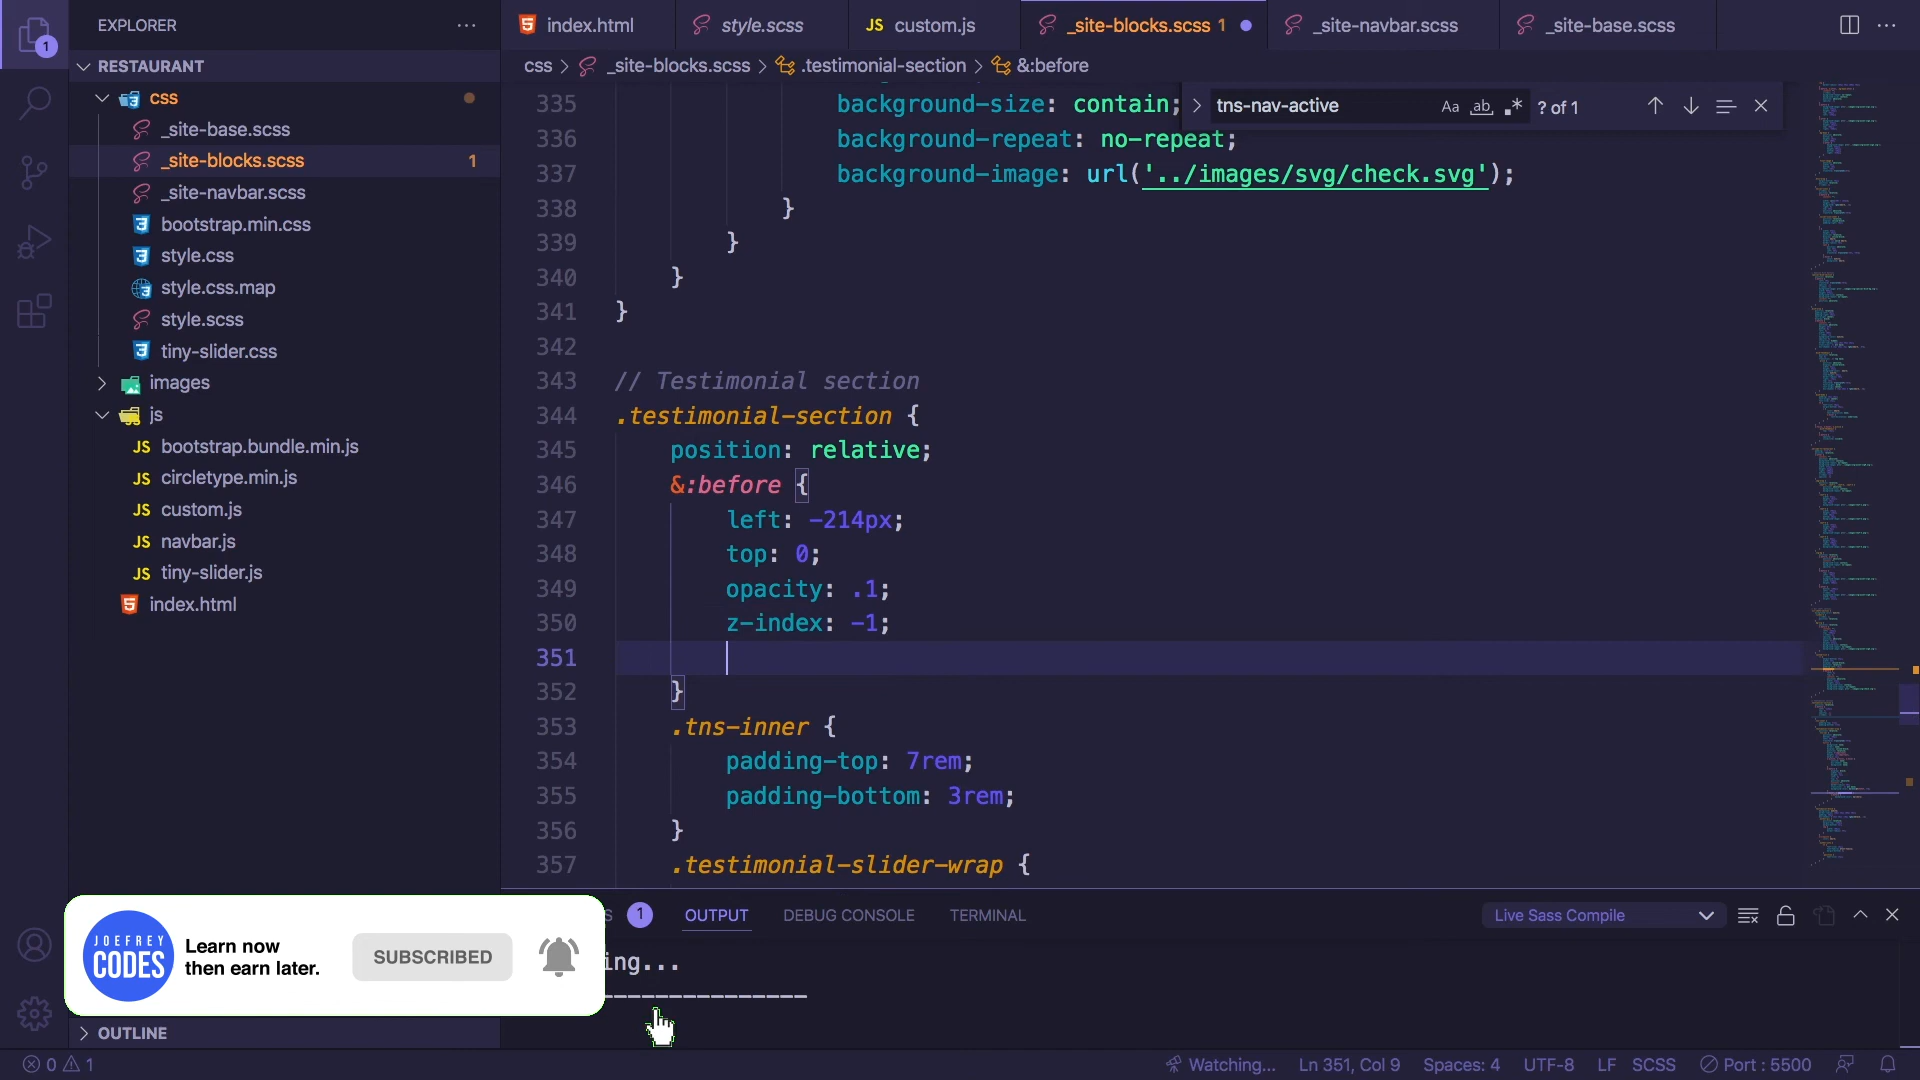 EXPLORER
RESTAURANT
css
_site-base.scss
_site-blocks.scss 1
_site-navbar.scss
bootstrap.min.css
style.css
style.css.map
style.scss
tiny-slider.css
images
js
JS bootstrap.bundle.min.js
JS circletype.min.js
JS custom.js
JS navbar.js
JS tiny-slider.js
index.html
OUTLINE
index.html style.scss JS custom.js _site-blocks.scss 1 _site-navbar.scss _site-base.scss
css > _site-blocks.scss > .testimonial-section > &:before
tns-nav-active Aa ab .* ? of 1
335 background-size: contain;
336 background-repeat: no-repeat;
337 background-image: url('../images/svg/check.svg');
338 }
339 }
340 }
341 }
342
343 // Testimonial section
344 .testimonial-section {
345 position: relative;
346 &:before {
347 left: -214px;
348 top: 0;
349 opacity: .1;
350 z-index: -1;
351
352 }
353 .tns-inner {
354 padding-top: 7rem;
355 padding-bottom: 3rem;
356 }
357 .testimonial-slider-wrap {
S 1 OUTPUT DEBUG CONSOLE TERMINAL Live Sass Compile
ing...
--------------------
JOEFREY
CODES
Learn now
then earn later.
SUBSCRIBED
0 1 Watching... Ln 351, Col 9 Spaces: 4 UTF-8 LF SCSS Port : 5500